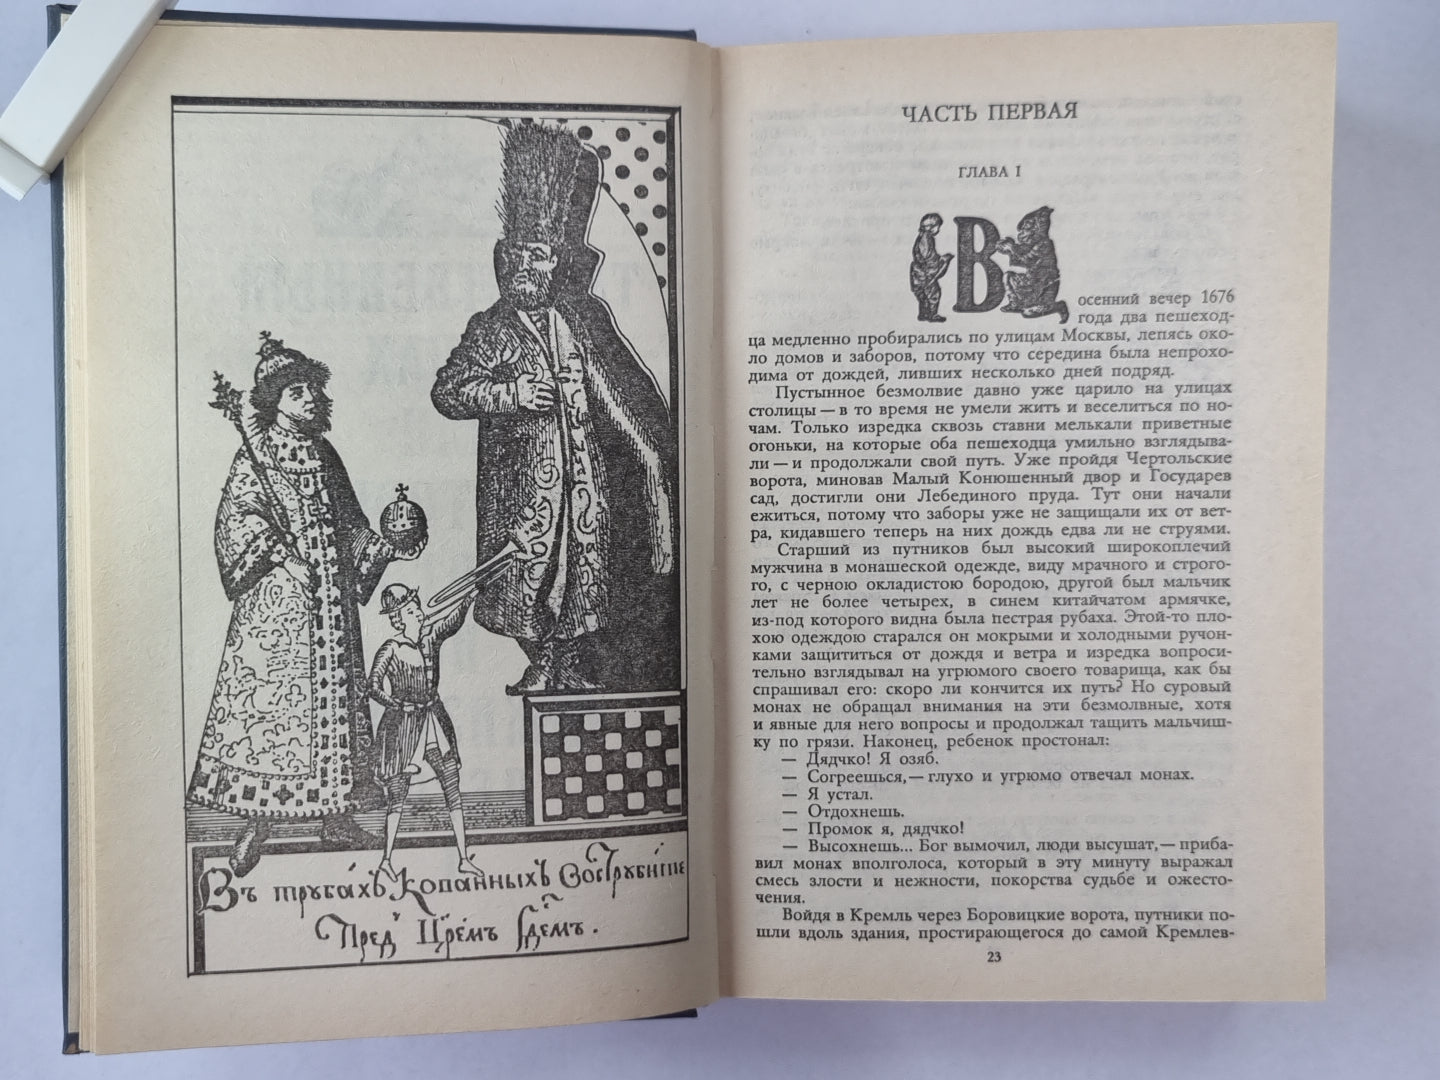 Въ трубахъ Копанныхъ Вострубите
Пред Црёмъ Гдемъ.
ЧАСТЬ ПЕРВАЯ
ГЛАВА I
В осенний вечер 1676
года два пешеход-
ца медленно пробирались по улицам Москвы, лепясь око-
ло домов и заборов, потому что середина была непрохо-
дима от дождей, ливших несколько дней подряд.
Пустынное безмолвие давно уже царило на улицах
столицы — в то время не умели жить и веселиться по но-
чам. Только изредка сквозь ставни мелькали приветные
огоньки, на которые оба пешеходца умильно взглядыва-
ли — и продолжали свой путь. Уже пройдя Чертольские
ворота, миновав Малый Конюшенный двор и Государев
сад, достигли они Лебединого пруда. Тут они начали
ежиться, потому что заборы уже не защищали их от вет-
ра, кидавшего теперь на них дождь едва ли не струями.
Старший из путников был высокий широкоплечий
мужчина в монашеской одежде, виду мрачного и строго-
го, с черною окладистою бородою, другой был мальчик
лет не более четырех, в синем китайчатом армячке,
из-под которого видна была пестрая рубаха. Этой-то пло-
хою одеждою старался он мокрыми и холодными ручон-
ками защититься от дождя и ветра и изредка вопроси-
тельно взглядывал на угрюмого своего товарища, как бы
спрашивал его: скоро ли кончится их путь? Но суровый
монах не обращал внимания на эти безмолвные, хотя
и явные для него вопросы и продолжал тащить мальчиш-
ку по грязи. Наконец, ребенок простонал:
— Дядчко! Я озяб.
— Согреешься,— глухо и угрюмо отвечал монах.
— Я устал.
— Отдохнешь.
— Промок я, дядчко!
— Высохнешь... Бог вымочил, люди высушат,— приба-
вил монах вполголоса, который в эту минуту выражал
смесь злости и нежности, покорства судьбе и ожесто-
чения.
Войдя в Кремль через Боровицкие ворота, путники по-
шли вдоль здания, простирающегося до самой Кремлев-
23